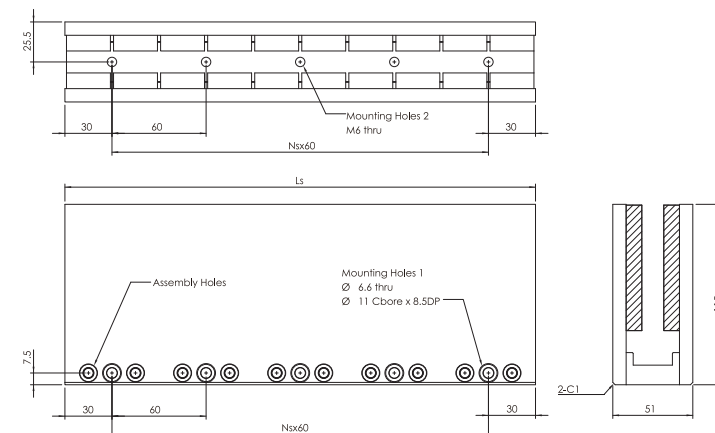 25.5
Mounting Holes 2
M6 thru
30
60
30
Nsx60
Ls
Assembly Holes
Mounting Holes 1
Ø 6.6 thru
Ø 11 Cbore x 8.5DP
7.5
30
60
30
Nsx60
2-C1
51